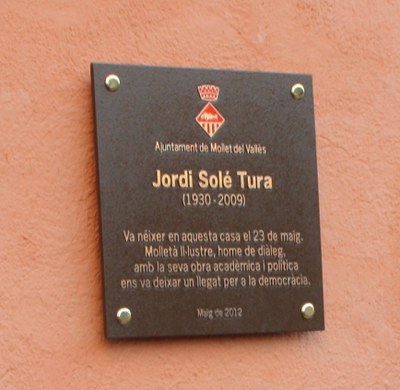 Ajuntament de Mollet del Vallès
Jordi Solé Tura
(1930-2009)
Va néixer en aquesta casa el 23 de maig.
Molletà il·lustre, home de diàleg,
amb la seva obra acadèmica i política
ens va deixar un llegat per a la democràcia.
Maig de 2012